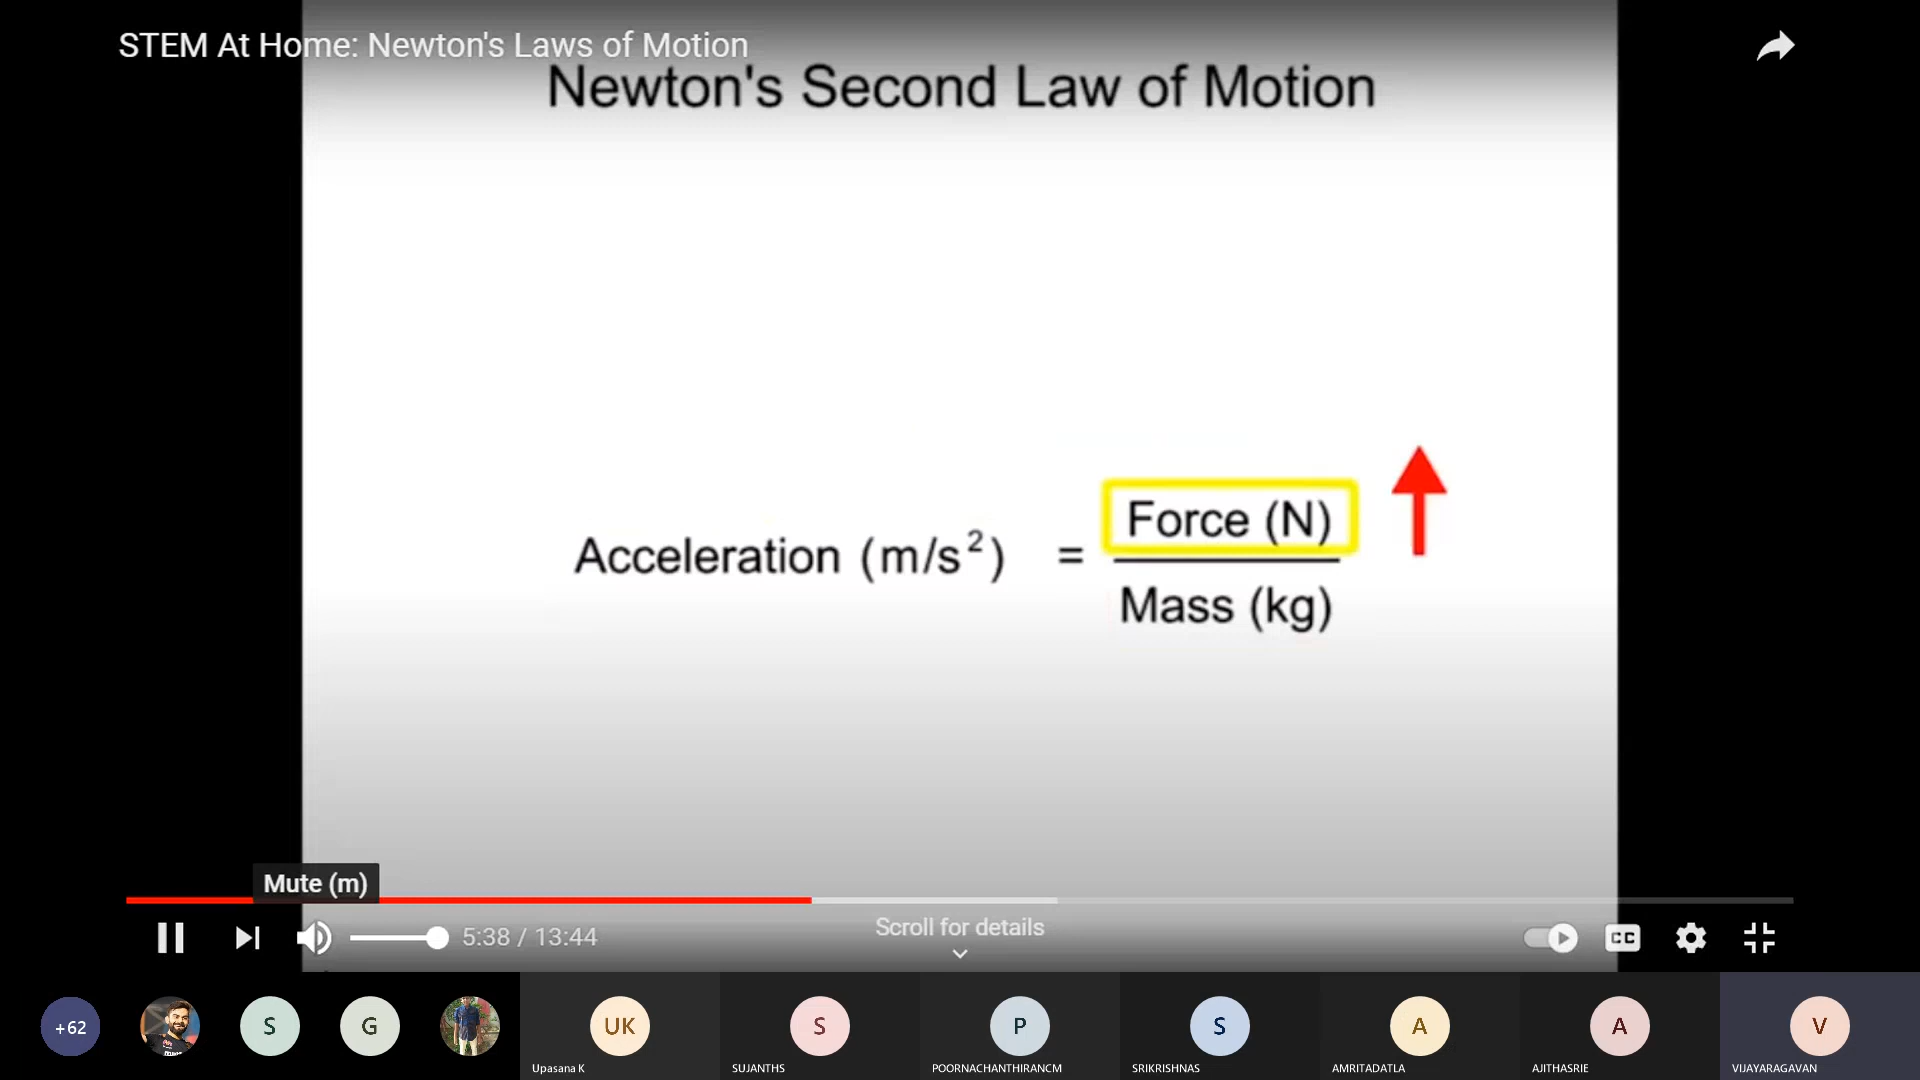 STEM At Home: Newton's Laws of Motion
Newton's Second Law of Motion
Acceleration (m/s²) =
Force (N)
Mass (kg)
Mute (m)
5:38 / 13:44
Scroll for details
CC
+62
S
G
UK
S
P
S
A
A
V
Upasana K
SUJANTHS
POORNACHANTHIRANCM
SRIKRISHNAS
AMRITADATLA
AJITHASRIE
VIJAYARAGAVAN